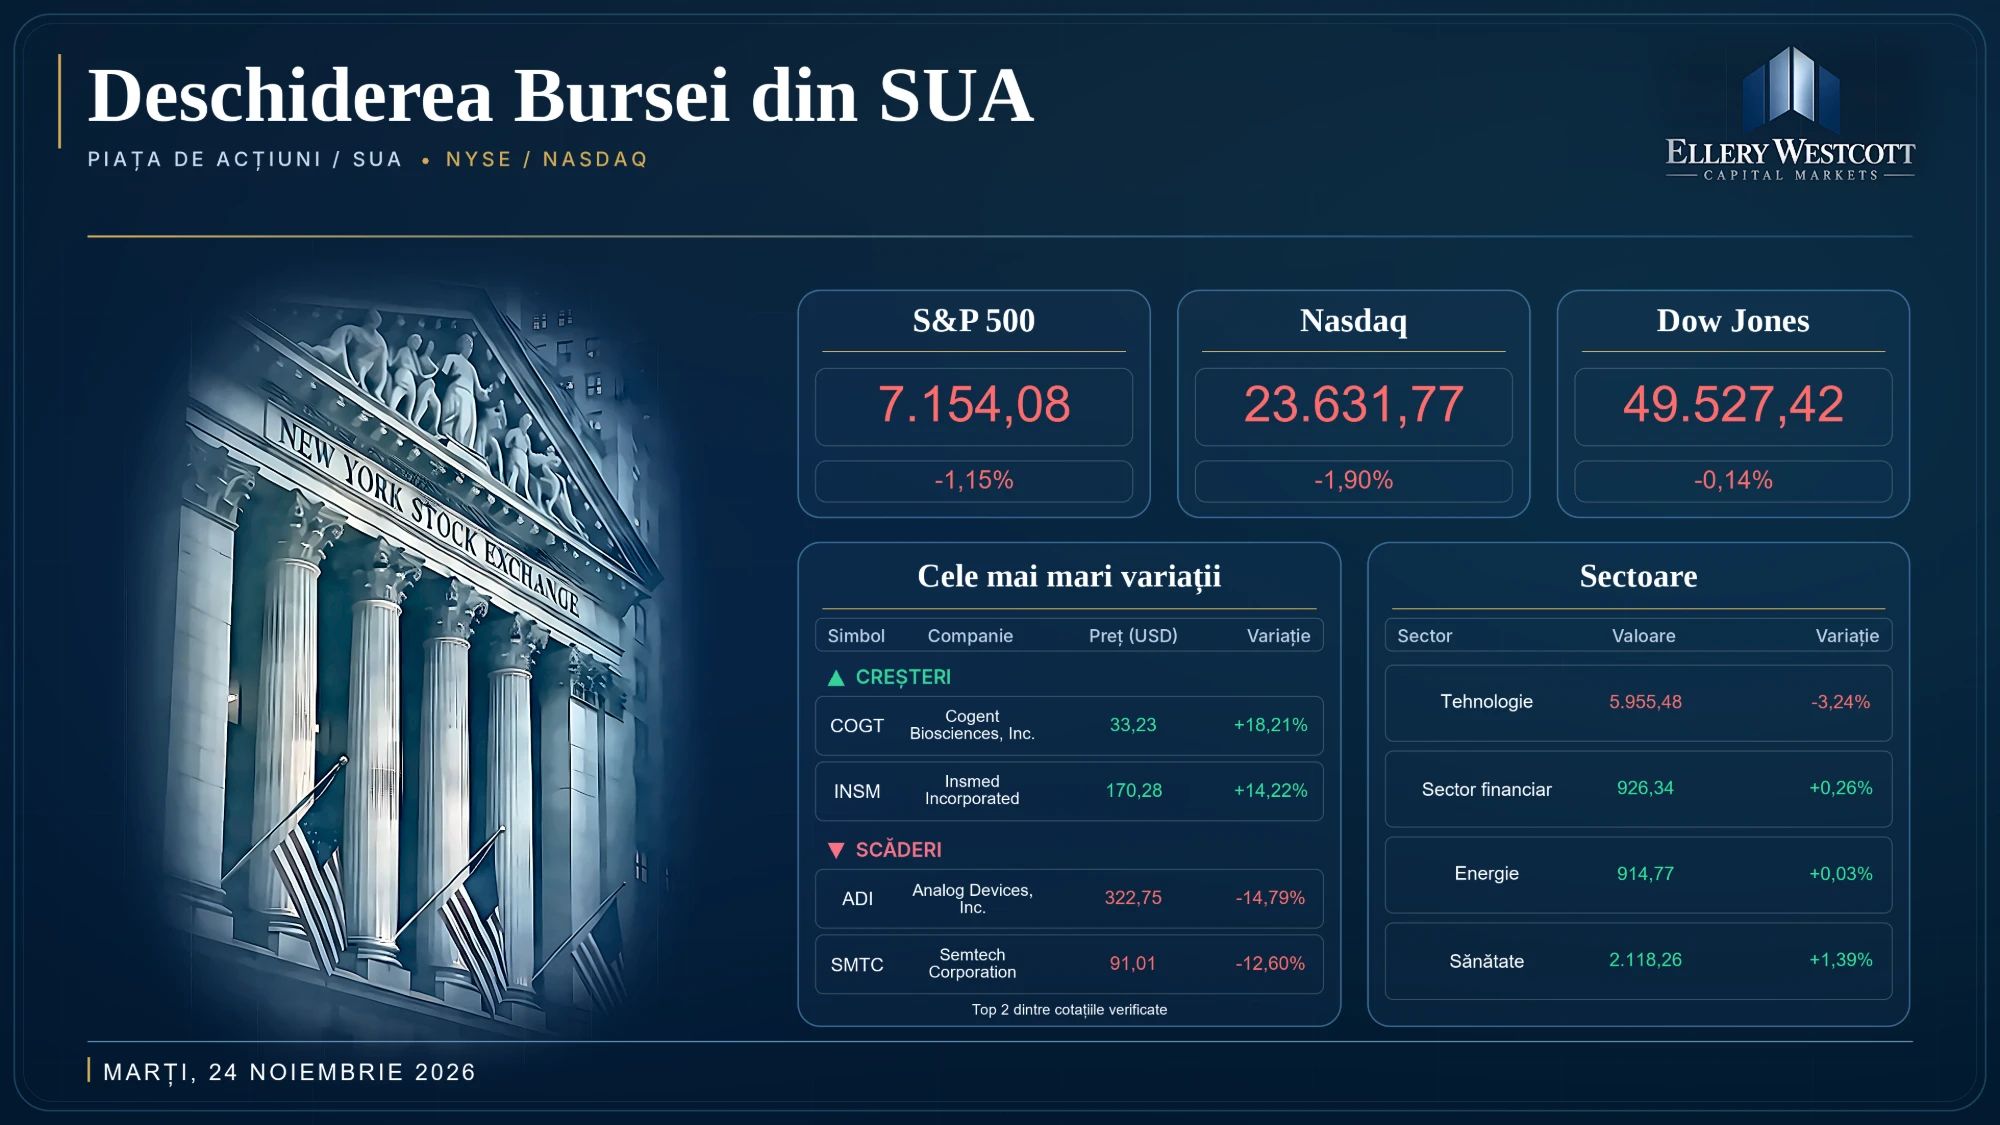 Deschiderea Bursei din SUA
PIAȚA DE ACȚIUNI / SUA • NYSE / NASDAQ
ELLERY WESTCOTT
CAPITAL MARKETS
NEW YORK STOCK EXCHANGE
S&P 500
7.154,08
-1,15%
Nasdaq
23.631,77
-1,90%
Dow Jones
49.527,42
-0,14%
Cele mai mari variații
Simbol Companie Preț (USD) Variație
▲ CREȘTERI
COGT Cogent Biosciences, Inc. 33,23 +18,21%
INSM Insmed Incorporated 170,28 +14,22%
▼ SCĂDERI
ADI Analog Devices, Inc. 322,75 -14,79%
SMTC Semtech Corporation 91,01 -12,60%
Top 2 dintre cotațiile verificate
Sectoare
Sector Valoare Variație
Tehnologie 5.955,48 -3,24%
Sector financiar 926,34 +0,26%
Energie 914,77 +0,03%
Sănătate 2.118,26 +1,39%
MARȚI, 24 NOIEMBRIE 2026